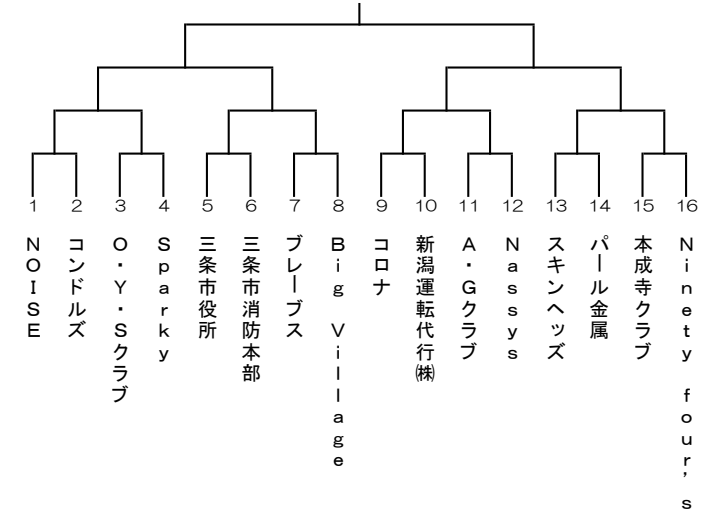 1 2 3 4 5 6 7 8 9 10 11 12 13 14 15 16
NOISE
コンドルズ
O・Y・Sクラブ
Sparky
三条市役所
三条市消防本部
ブレーブス
Big Village
コロナ
新潟運転代行㈱
A・Gクラブ
Nassys
スキンヘッズ
パール金属
本成寺クラブ
Ninety four's